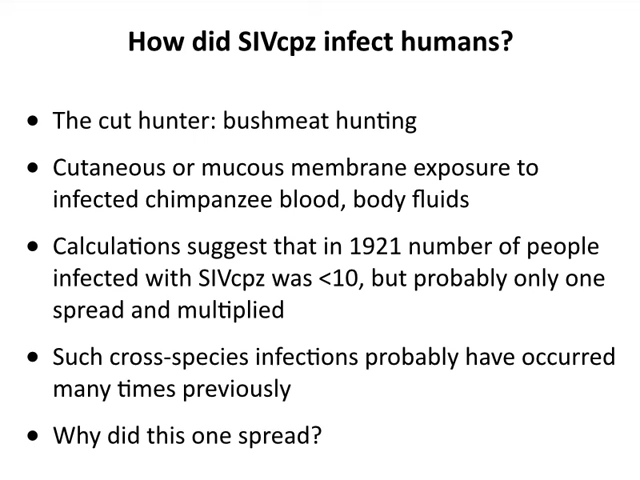 How did SIVcpz infect humans?
• The cut hunter: bushmeat hunting
• Cutaneous or mucous membrane exposure to
infected chimpanzee blood, body fluids
• Calculations suggest that in 1921 number of people
infected with SIVcpz was <10, but probably only one
spread and multiplied
• Such cross-species infections probably have occurred
many times previously
• Why did this one spread?